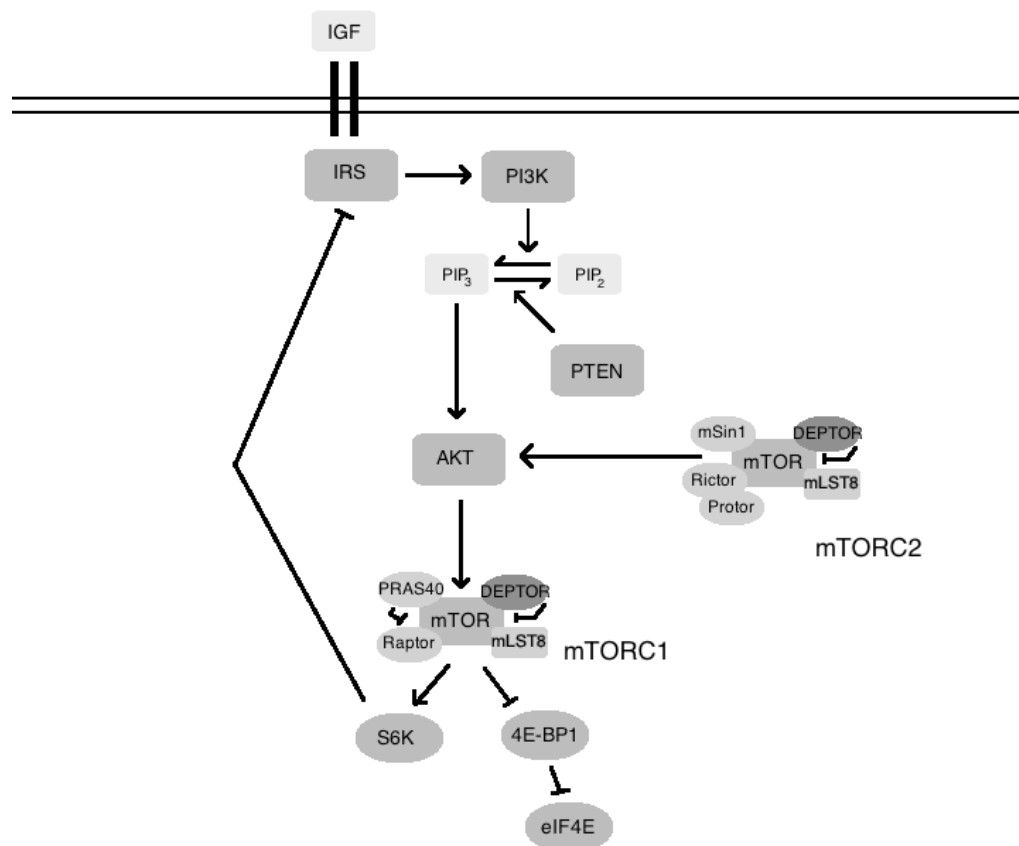 IGF
IRS
PI3K
PIP3
PIP2
PTEN
AKT
mSin1
DEPTOR
mTOR
Rictor
mLST8
Protor
mTORC2
PRAS40
DEPTOR
mTOR
Raptor
mLST8
mTORC1
S6K
4E-BP1
eIF4E